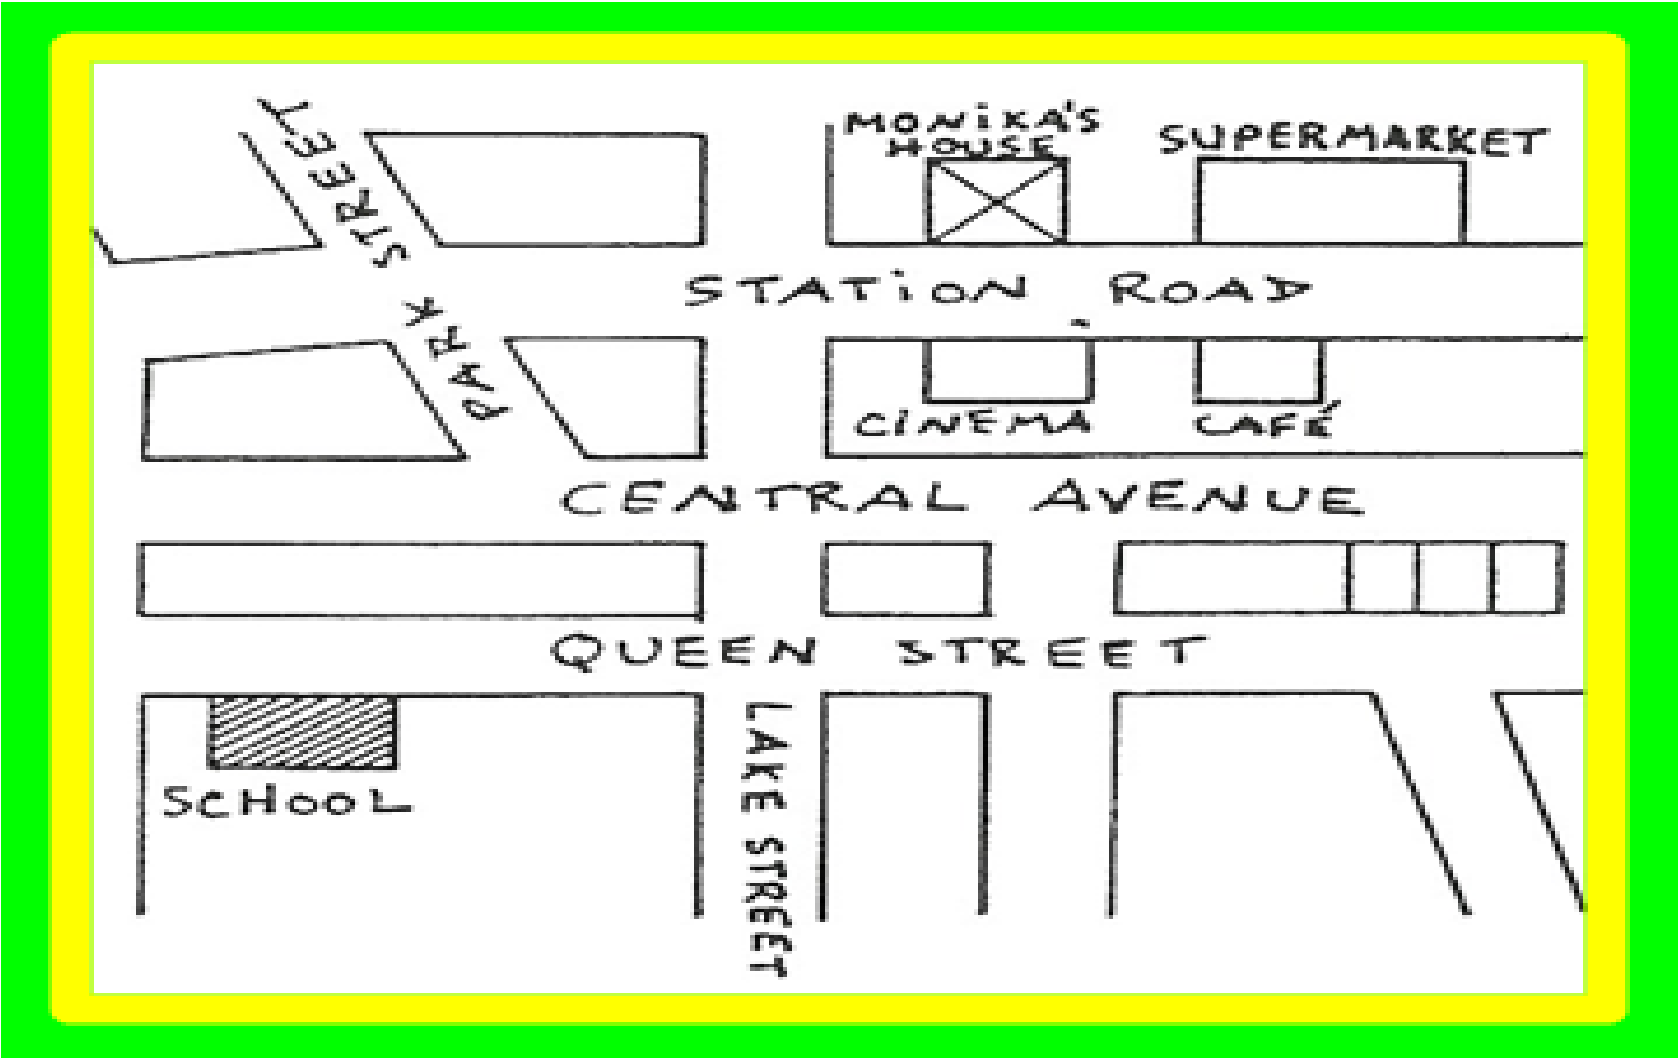 PARK STREET
MONiKA'S
HOUSE
SUPERMARKET
STATiON ROAD
CiNEMA
CAFÉ
CENTRAL AVENUE
QUEEN STREET
LAKE STREET
SCHOOL